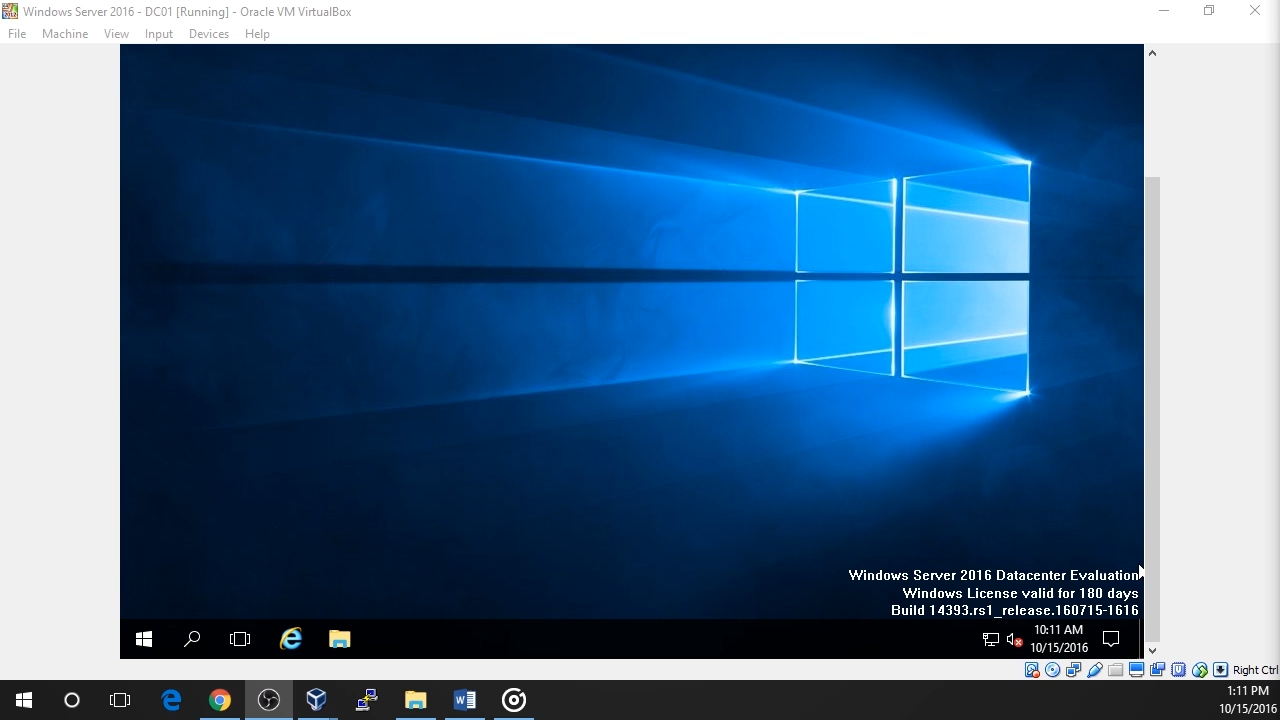 Windows Server 2016 - DC01 [Running] - Oracle VM VirtualBox
File Machine View Input Devices Help
Windows Server 2016 Datacenter Evaluation
Windows License valid for 180 days
Build 14393.rs1_release.160715-1616
10:11 AM
10/15/2016
Right Ctrl
1:11 PM
10/15/2016